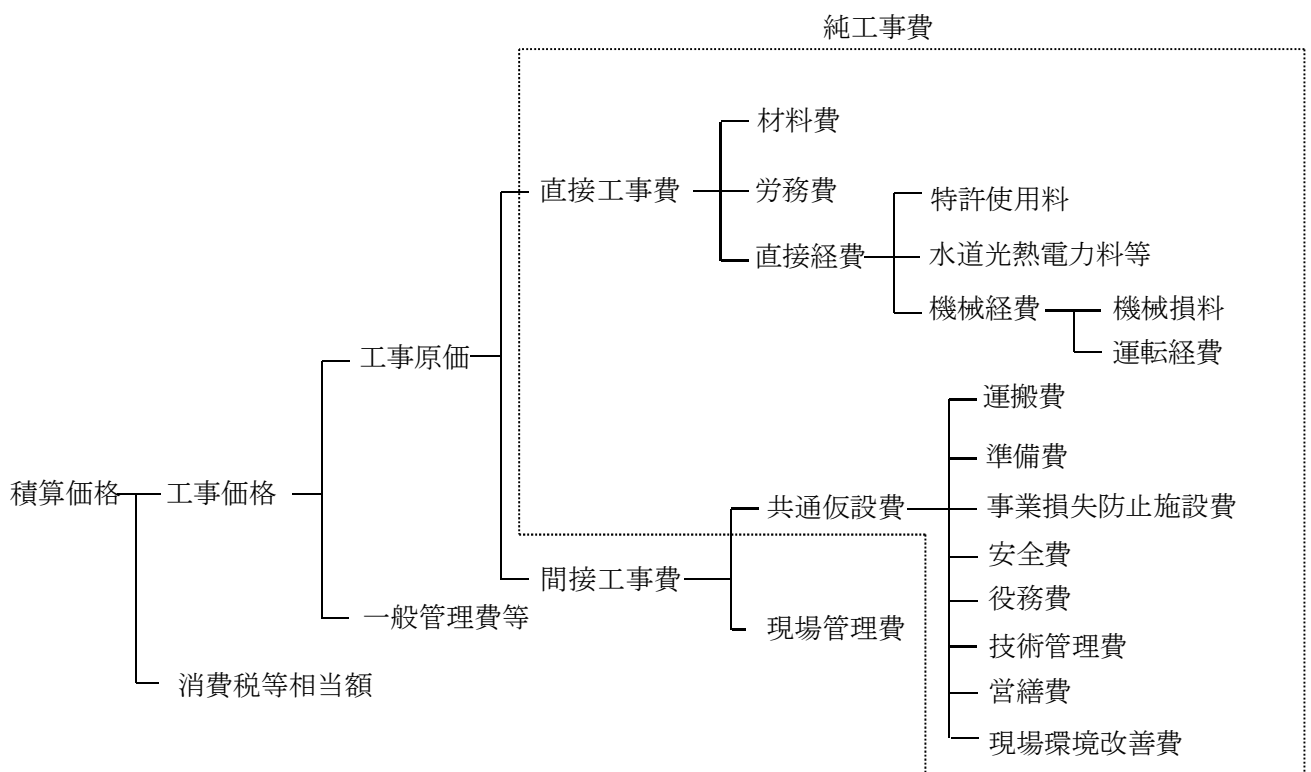 純工事費
材料費
直接工事費
労務費
特許使用料
直接経費
水道光熱電力料等
機械経費
機械損料
運転経費
工事原価
運搬費
準備費
積算価格
工事価格
共通仮設費
事業損失防止施設費
安全費
間接工事費
役務費
一般管理費等
現場管理費
技術管理費
消費税等相当額
営繕費
現場環境改善費